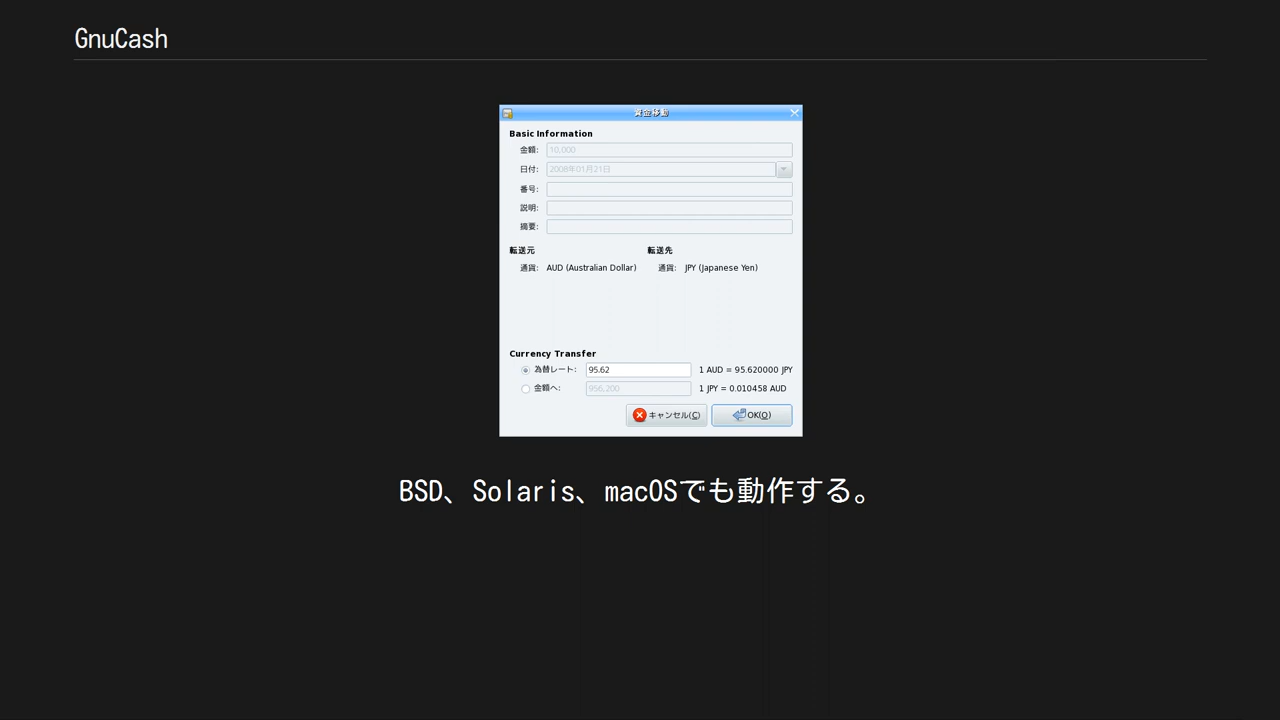 GnuCash
資金移動
Basic Information
金額: 10,000
日付: 2008年01月21日
番号:
説明:
摘要:
転送元 転送先
通貨: AUD (Australian Dollar) 通貨: JPY (Japanese Yen)
Currency Transfer
為替レート: 95.62 1 AUD = 95.620000 JPY
金額へ: 956,200 1 JPY = 0.010458 AUD
キャンセル(C) OK(O)
BSD、Solaris、macOSでも動作する。